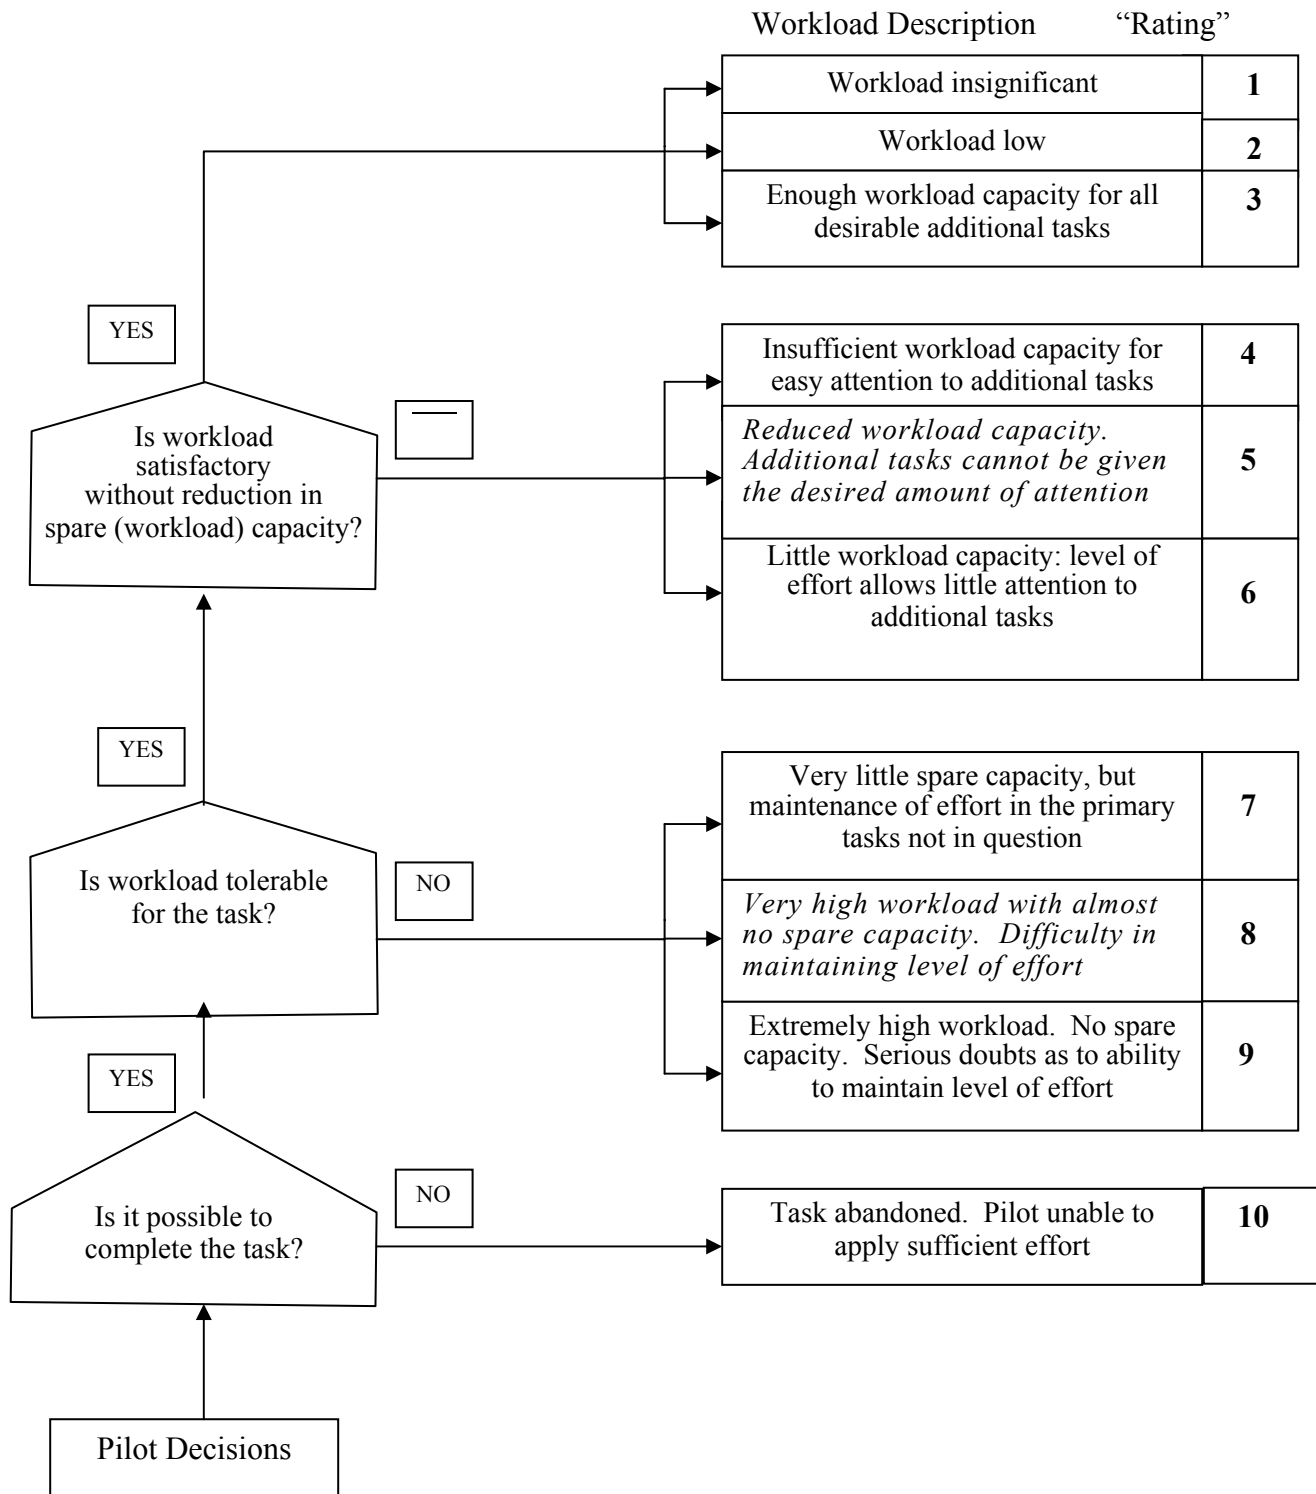 Workload Description “Rating”
Workload insignificant 1
Workload low 2
Enough workload capacity for all
desirable additional tasks
3
YES
Is workload
satisfactory
without reduction in
spare (workload) capacity?
Insufficient workload capacity for
easy attention to additional tasks
4
Reduced workload capacity.
Additional tasks cannot be given
the desired amount of attention
5
Little workload capacity: level of
effort allows little attention to
additional tasks
6
YES
Is workload tolerable
for the task?
NO
Very little spare capacity, but
maintenance of effort in the primary
tasks not in question
7
Very high workload with almost
no spare capacity. Difficulty in
maintaining level of effort
8
Extremely high workload. No spare
capacity. Serious doubts as to ability
to maintain level of effort
9
YES
Is it possible to
complete the task?
NO
Task abandoned. Pilot unable to
apply sufficient effort
10
Pilot Decisions